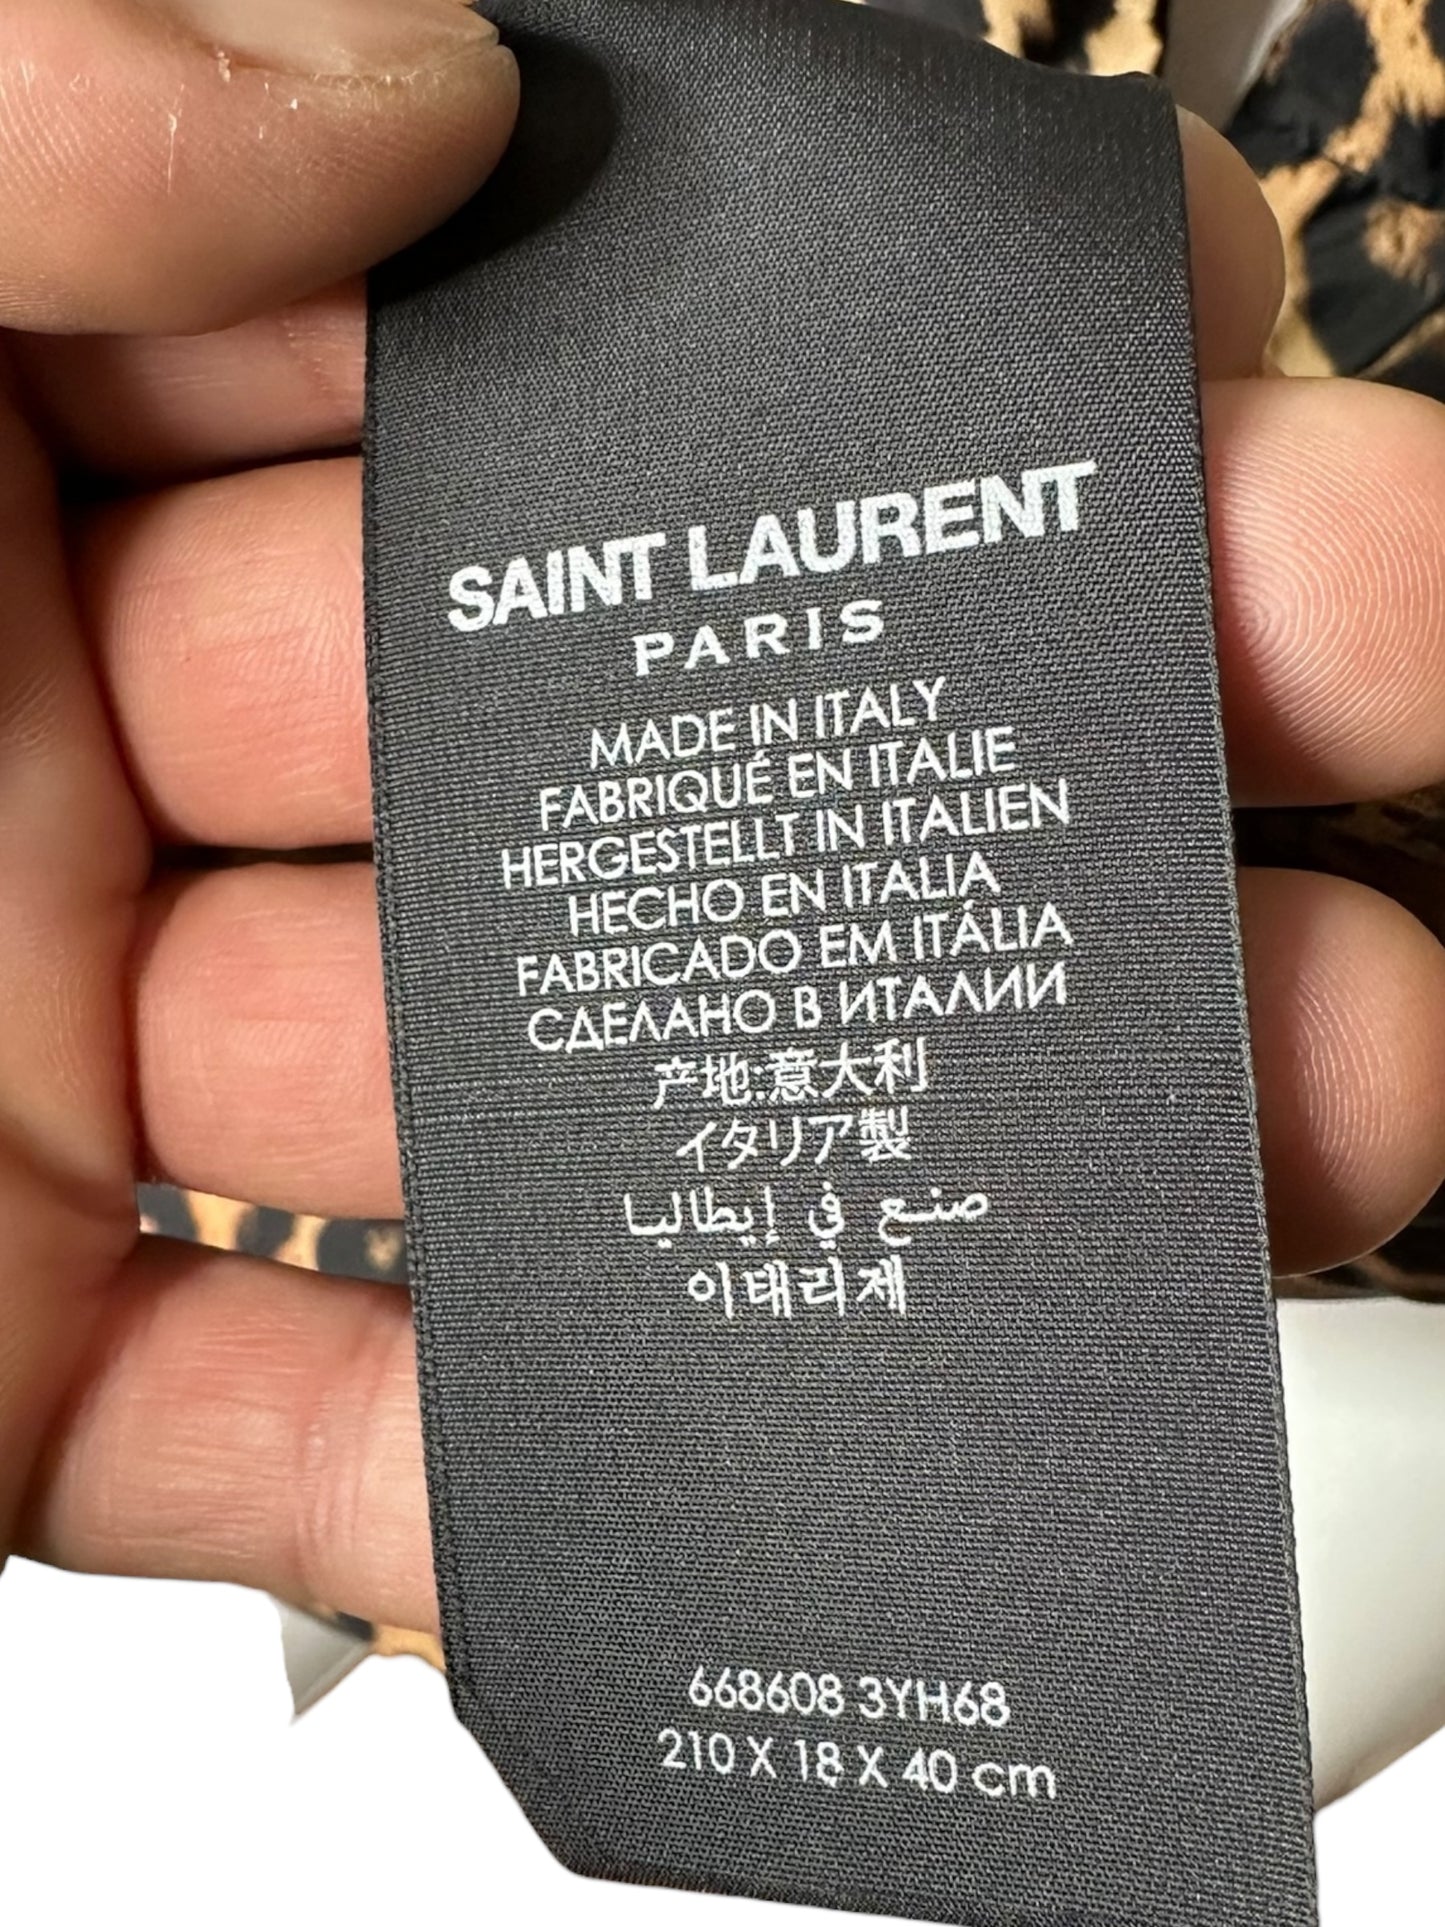 SAINT LAURENT
PARIS
MADE IN ITALY
FABRIQUÉ EN ITALIE
HERGESTELLT IN ITALIEN
HECHO EN ITALIA
FABRICADO EM ITÁLIA
СДЕЛАНО В ИТАЛИИ
产地:意大利
イタリア製
صنع في إيطاليا
이태리제
668608 3YH68
210 X 18 X 40 cm